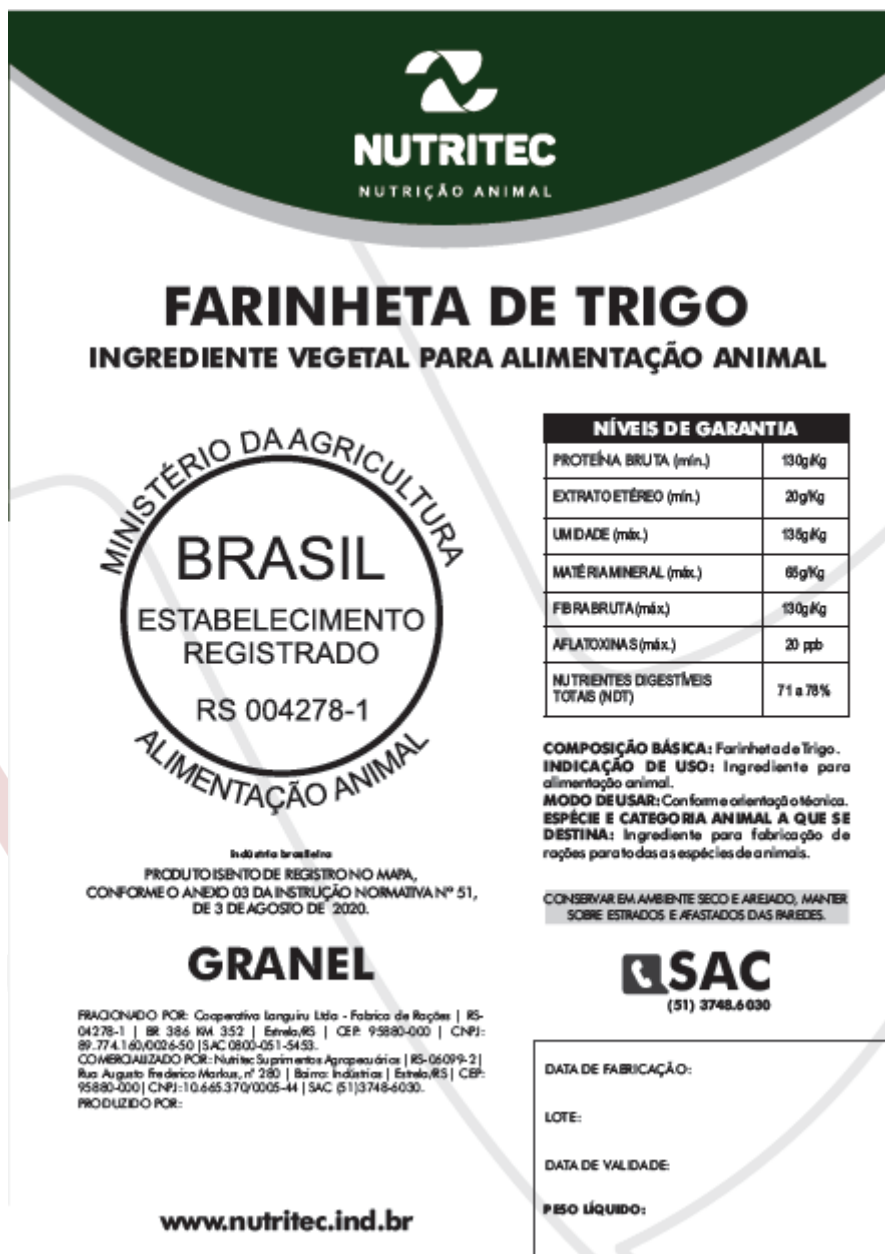 NUTRITEC
NUTRIÇÃO ANIMAL
FARINHETA DE TRIGO
INGREDIENTE VEGETAL PARA ALIMENTAÇÃO ANIMAL
MINISTÉRIO DA AGRICULTURA
BRASIL
ESTABELECIMENTO
REGISTRADO
RS 004278-1
ALIMENTAÇÃO ANIMAL
Indústria brasileira
PRODUTO ISENTO DE REGISTRO NO MAPA,
CONFORME O ANEXO 03 DA INSTRUÇÃO NORMATIVA Nº 51,
DE 3 DE AGOSTO DE 2020.
GRANEL
FRACIONADO POR: Cooperativa Languiru Ltda - Fabrica de Rações | RS-
04278-1 | BR 386 KM 352 | Estrela/RS | CEP: 95880-000 | CNPJ:
89.774.160/0026-50 | SAC 0800-051-5453.
COMERCIALIZADO POR: Nutritec Suprimentos Agropecuários | RS-06099-2 |
Rua Augusto Frederico Markus, nº 280 | Bairro: Indústrias | Estrela/RS | CEP:
95880-000 | CNPJ: 10.665.370/0005-44 | SAC (51)3748-6030.
PRODUZIDO POR:
www.nutritec.ind.br
NÍVEIS DE GARANTIA
PROTEÍNA BRUTA (mín.) 130g/Kg
EXTRATO ETÉREO (mín.) 20g/Kg
UMIDADE (máx.) 135g/Kg
MATÉRIA MINERAL (máx.) 65g/Kg
FIBRA BRUTA (máx.) 130g/Kg
AFLATOXINAS (máx.) 20 ppb
NUTRIENTES DIGESTÍVEIS
TOTAIS (NDT) 71 a 78%
COMPOSIÇÃO BÁSICA: Farinheta de Trigo.
INDICAÇÃO DE USO: Ingrediente para
alimentação animal.
MODO DE USAR: Conforme orientação técnica.
ESPÉCIE E CATEGORIA ANIMAL A QUE SE
DESTINA: Ingrediente para fabricação de
rações para todas as espécies de animais.
CONSERVAR EM AMBIENTE SECO E AREJADO, MANTER
SOBRE ESTRADOS E AFASTADOS DAS PAREDES.
SAC
(51) 3748.6030
DATA DE FABRICAÇÃO:
LOTE:
DATA DE VALIDADE:
PESO LÍQUIDO: